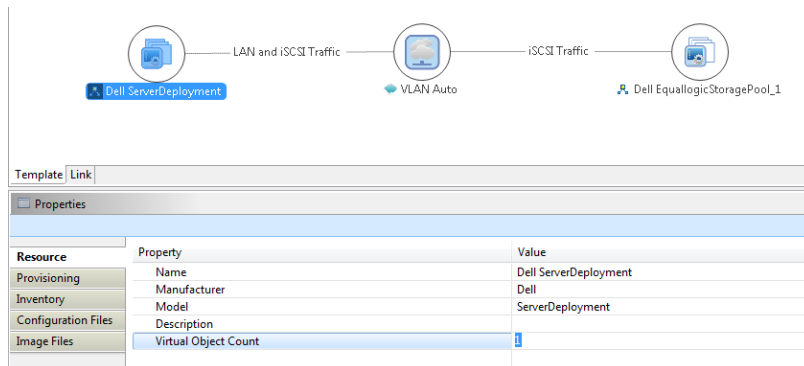 LAN and iSCSI Traffic
iSCSI Traffic
Dell ServerDeployment
VLAN Auto
Dell EquallogicStoragePool_1
Template Link
Properties
Property Value
Resource
Provisioning
Inventory
Configuration Files
Image Files
Name Dell ServerDeployment
Manufacturer Dell
Model ServerDeployment
Description
Virtual Object Count 1